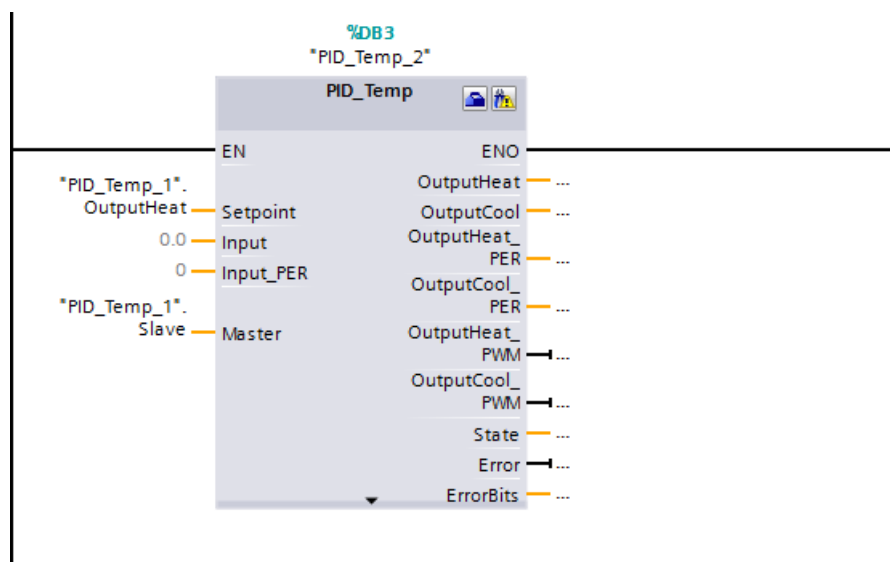 %DB3
"PID_Temp_2"
PID_Temp
EN ENO
OutputHeat ...
"PID_Temp_1".
OutputHeat Setpoint OutputCool ...
0.0 Input OutputHeat_
PER ...
0 Input_PER
OutputCool_
PER ...
"PID_Temp_1".
Slave Master OutputHeat_
PWM ...
OutputCool_
PWM ...
State ...
Error ...
ErrorBits ...